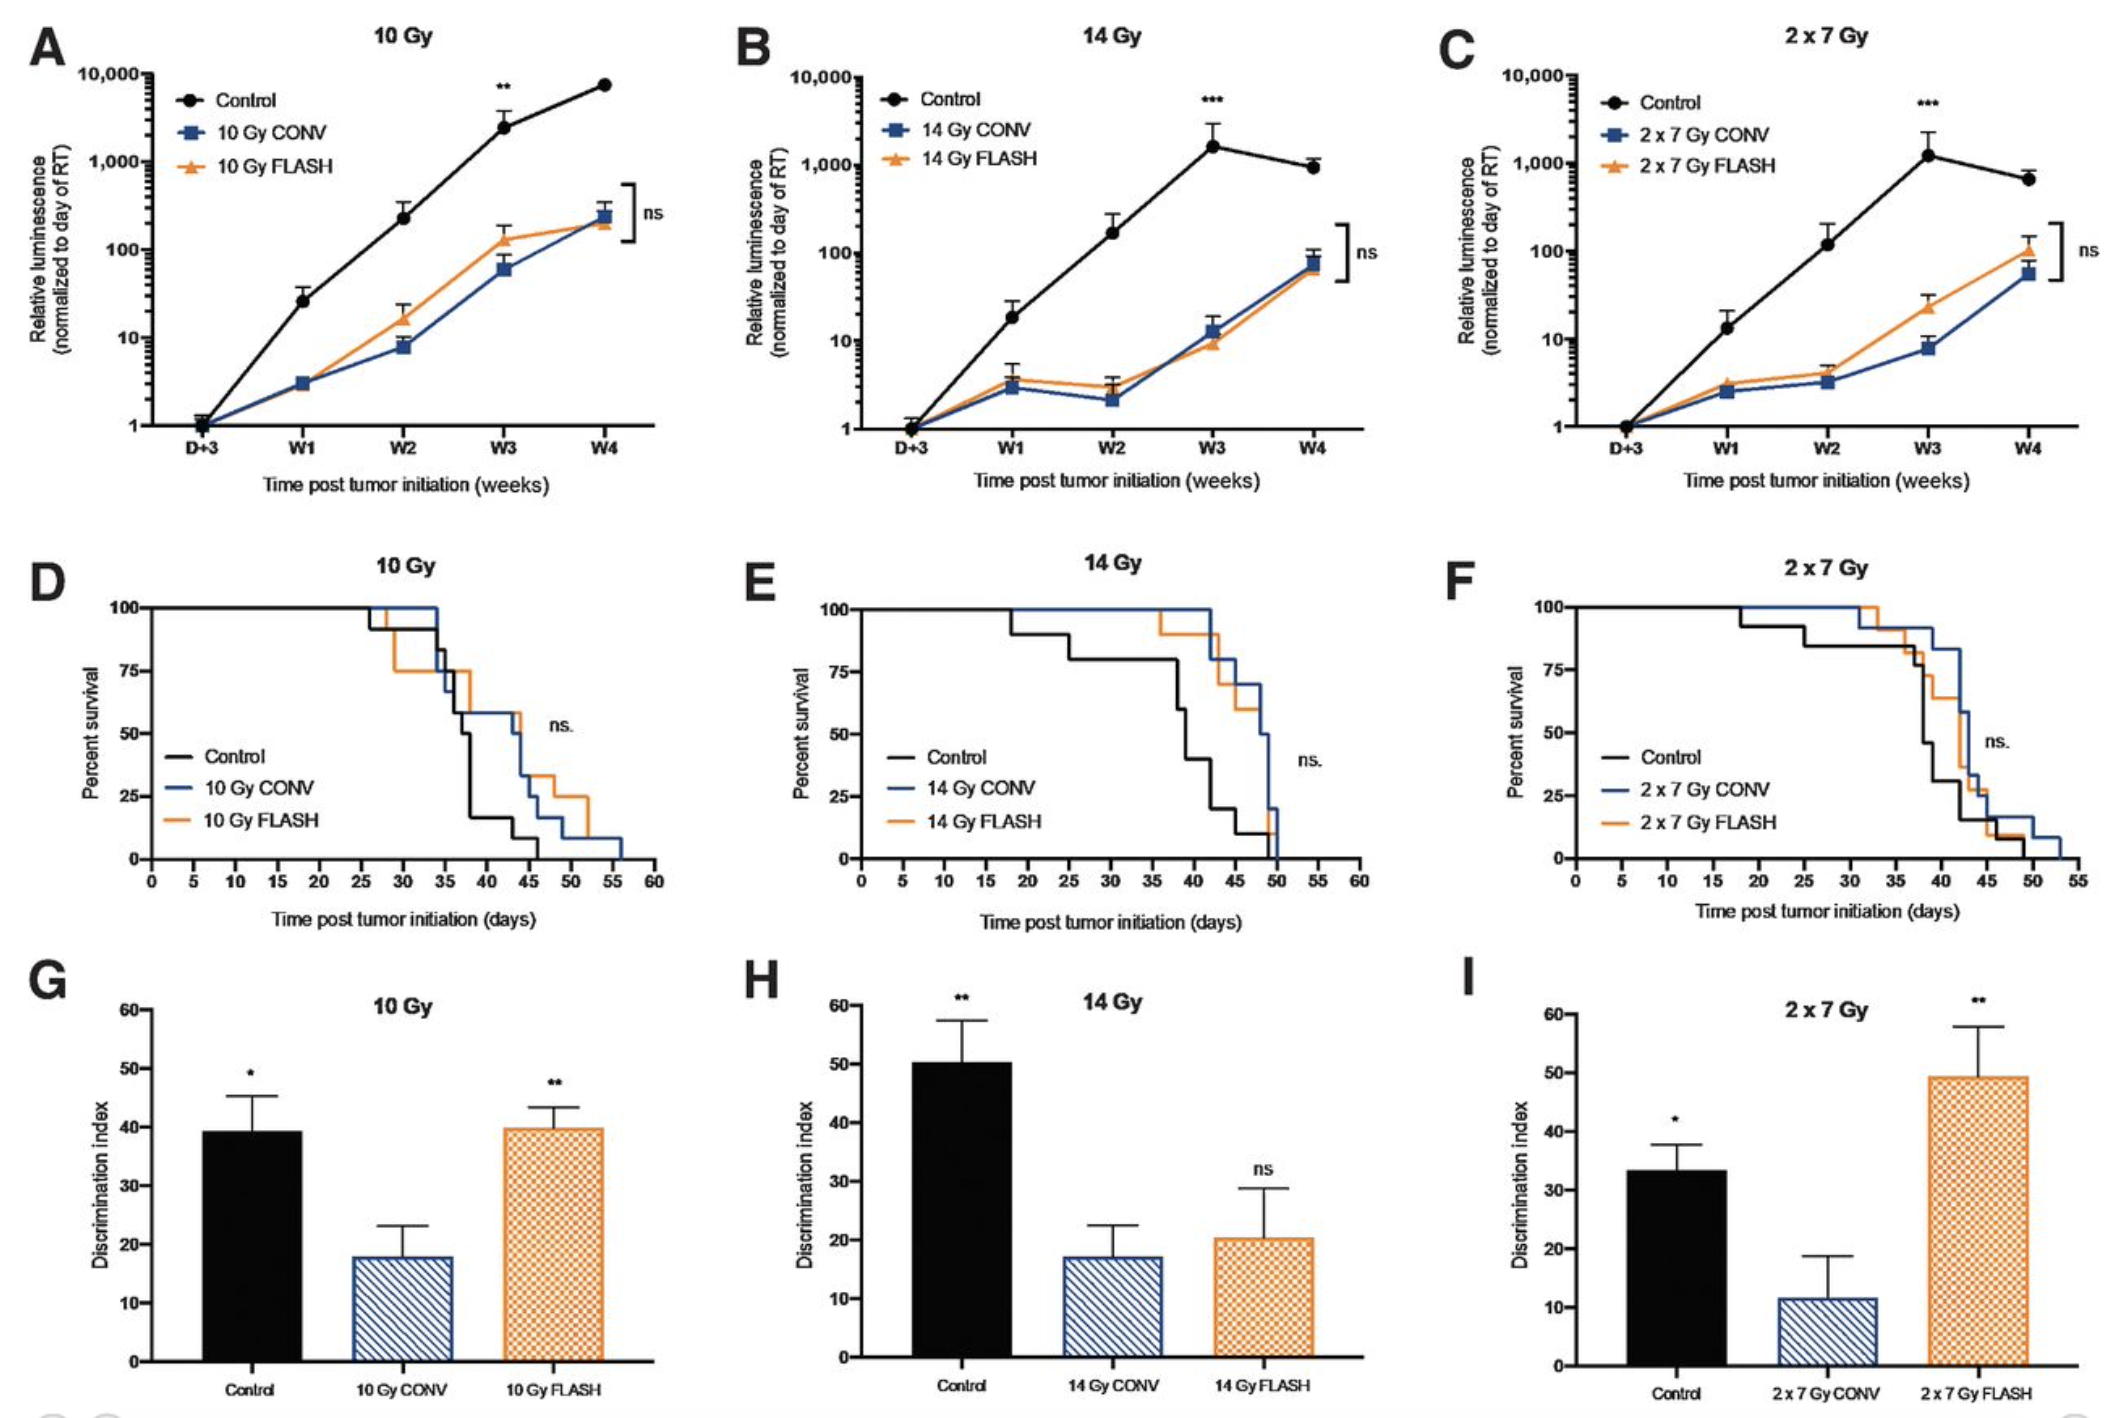 A
10 Gy
10,000
1,000
100
10
1
Relative luminescence
(normalized to day of RT)
Control
10 Gy CONV
10 Gy FLASH
**
ns
D+3 W1 W2 W3 W4
Time post tumor initiation (weeks)
B
14 Gy
10,000
1,000
100
10
1
Relative luminescence
(normalized to day of RT)
Control
14 Gy CONV
14 Gy FLASH
***
ns
D+3 W1 W2 W3 W4
Time post tumor initiation (weeks)
C
2 x 7 Gy
10,000
1,000
100
10
1
Relative luminescence
(normalized to day of RT)
Control
2 x 7 Gy CONV
2 x 7 Gy FLASH
***
ns
D+3 W1 W2 W3 W4
Time post tumor initiation (weeks)
D
10 Gy
100
75
50
25
0
Percent survival
ns.
Control
10 Gy CONV
10 Gy FLASH
0 5 10 15 20 25 30 35 40 45 50 55 60
Time post tumor initiation (days)
E
14 Gy
100
75
50
25
0
Percent survival
ns.
Control
14 Gy CONV
14 Gy FLASH
0 5 10 15 20 25 30 35 40 45 50 55 60
Time post tumor initiation (days)
F
2 x 7 Gy
100
75
50
25
0
Percent survival
ns.
Control
2 x 7 Gy CONV
2 x 7 Gy FLASH
0 5 10 15 20 25 30 35 40 45 50 55
Time post tumor initiation (days)
G
10 Gy
60
50
40
30
20
10
0
Discrimination index
*
**
Control 10 Gy CONV 10 Gy FLASH
H
14 Gy
60
50
40
30
20
10
0
Discrimination index
**
ns
Control 14 Gy CONV 14 Gy FLASH
I
2 x 7 Gy
60
50
40
30
20
10
0
Discrimination index
*
**
Control 2 x 7 Gy CONV 2 x 7 Gy FLASH